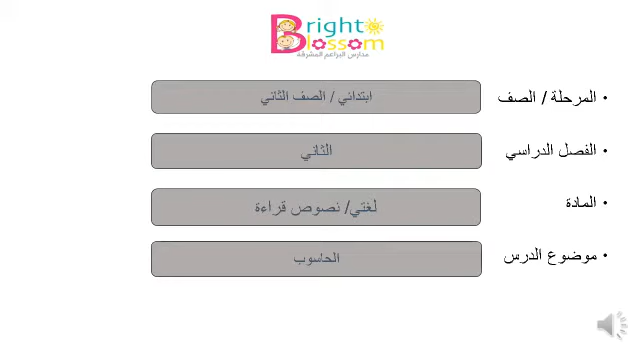 Bright
Blossom
مدارس البراعم المشرقة
• المرحلة / الصف
ابتدائي / الصف الثاني
• الفصل الدراسي
الثاني
• المادة
لغتي/ نصوص قراءة
• موضوع الدرس
الحاسوب